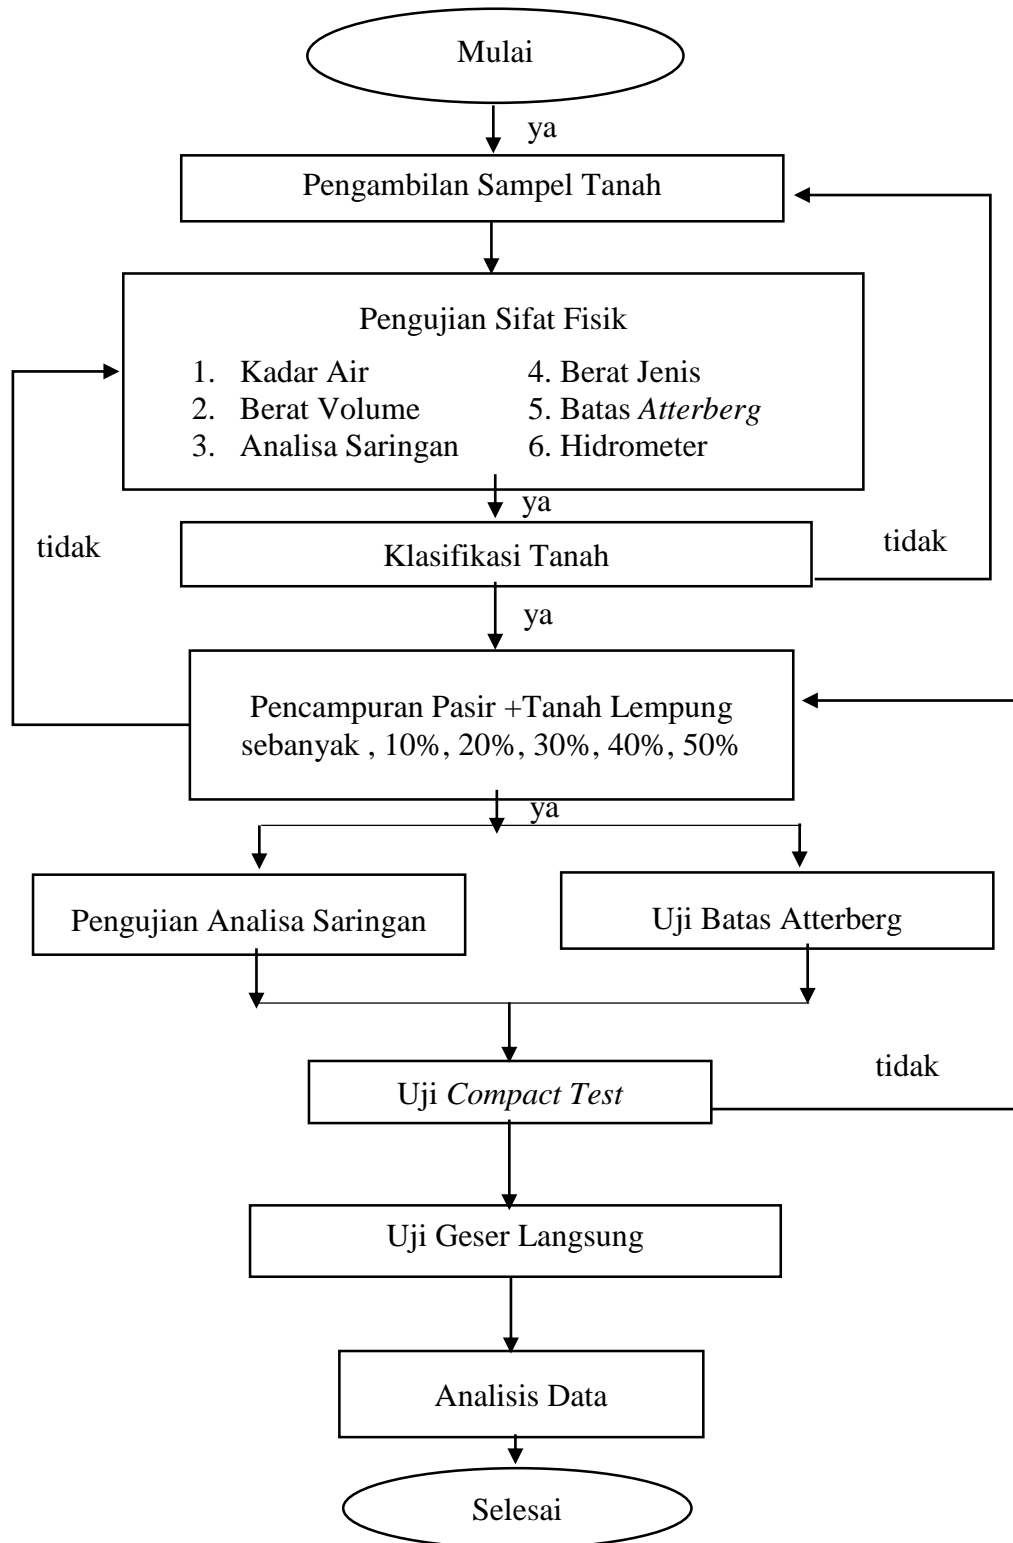 Mulai
ya
Pengambilan Sampel Tanah
Pengujian Sifat Fisik
1. Kadar Air
2. Berat Volume
3. Analisa Saringan
4. Berat Jenis
5. Batas Atterberg
6. Hidrometer
ya
tidak
Klasifikasi Tanah
tidak
ya
Pencampuran Pasir +Tanah Lempung
sebanyak , 10%, 20%, 30%, 40%, 50%
ya
Pengujian Analisa Saringan
Uji Batas Atterberg
Uji Compact Test
tidak
Uji Geser Langsung
Analisis Data
Selesai